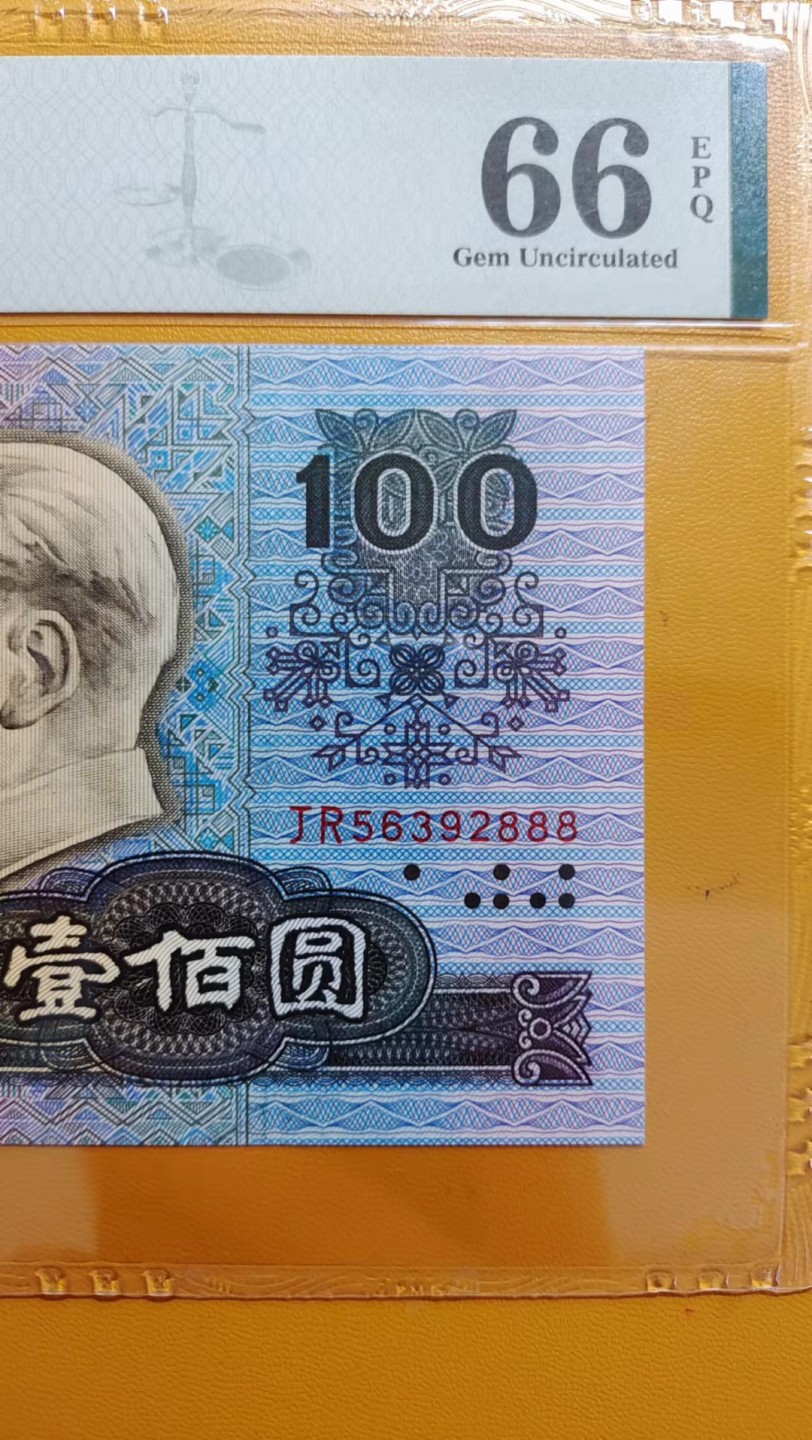 66
EPQ
Gem Uncirculated
100
JR56392888
壹佰圆